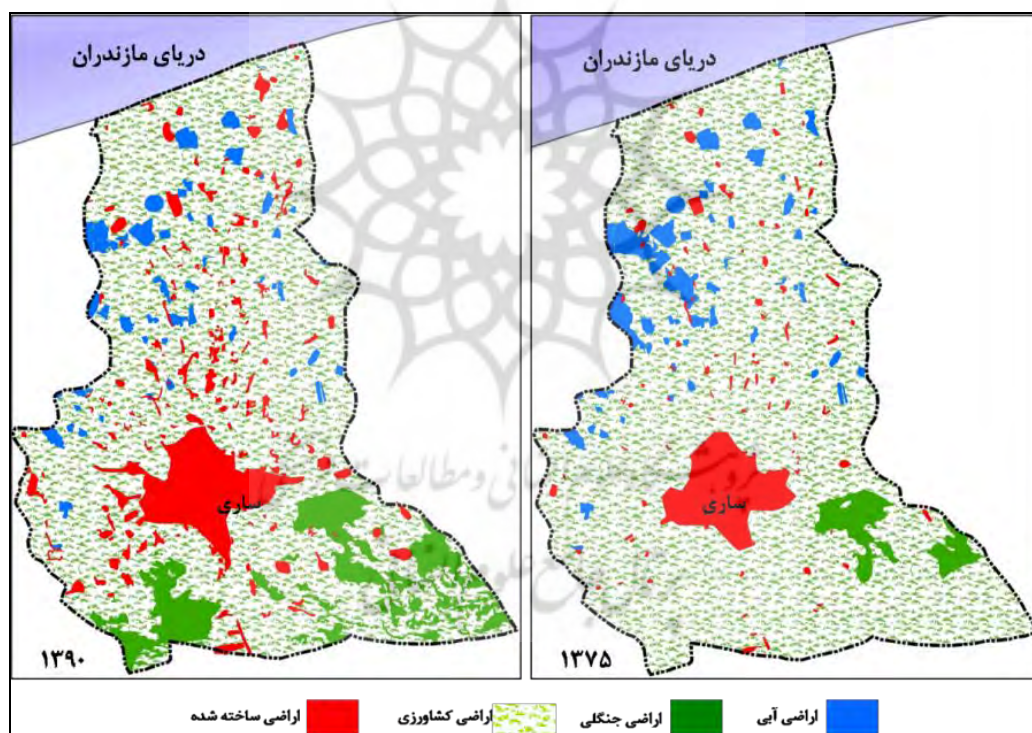 دریای مازندران
دریای مازندران
ساری
ساری
۱۳۷۵
۱۳۹۰
اراضی آبی
اراضی جنگلی
اراضی کشاورزی
اراضی ساخته شده